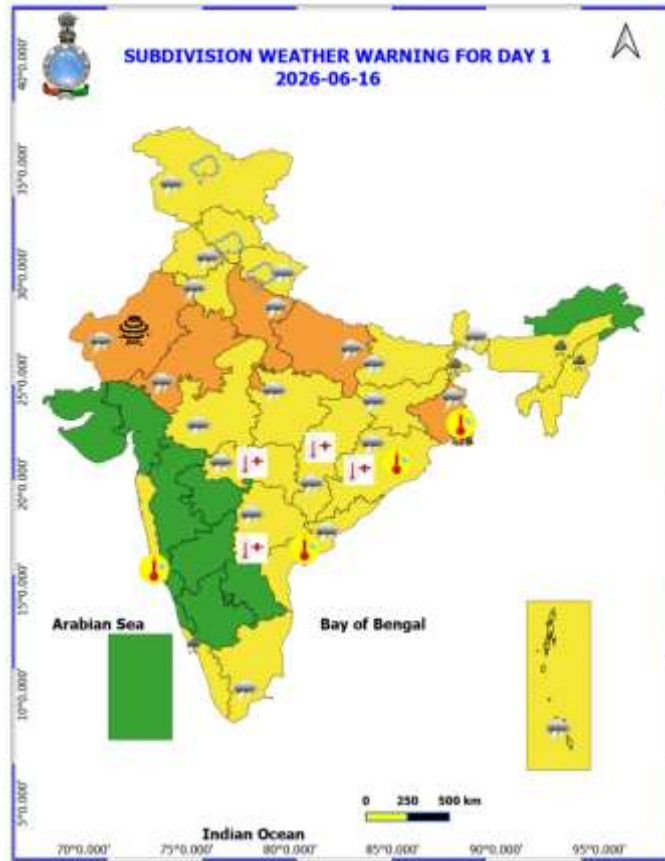 SUBDIVISION WEATHER WARNING FOR DAY 1
2026-06-16
40°0.000'
35°0.000'
30°0.000'
25°0.000'
20°0.000'
15°0.000'
10°0.000'
5°0.000'
Arabian Sea
Bay of Bengal
0 250 500 km
Indian Ocean
70°0.000' 75°0.000' 80°0.000' 85°0.000' 90°0.000' 95°0.000'